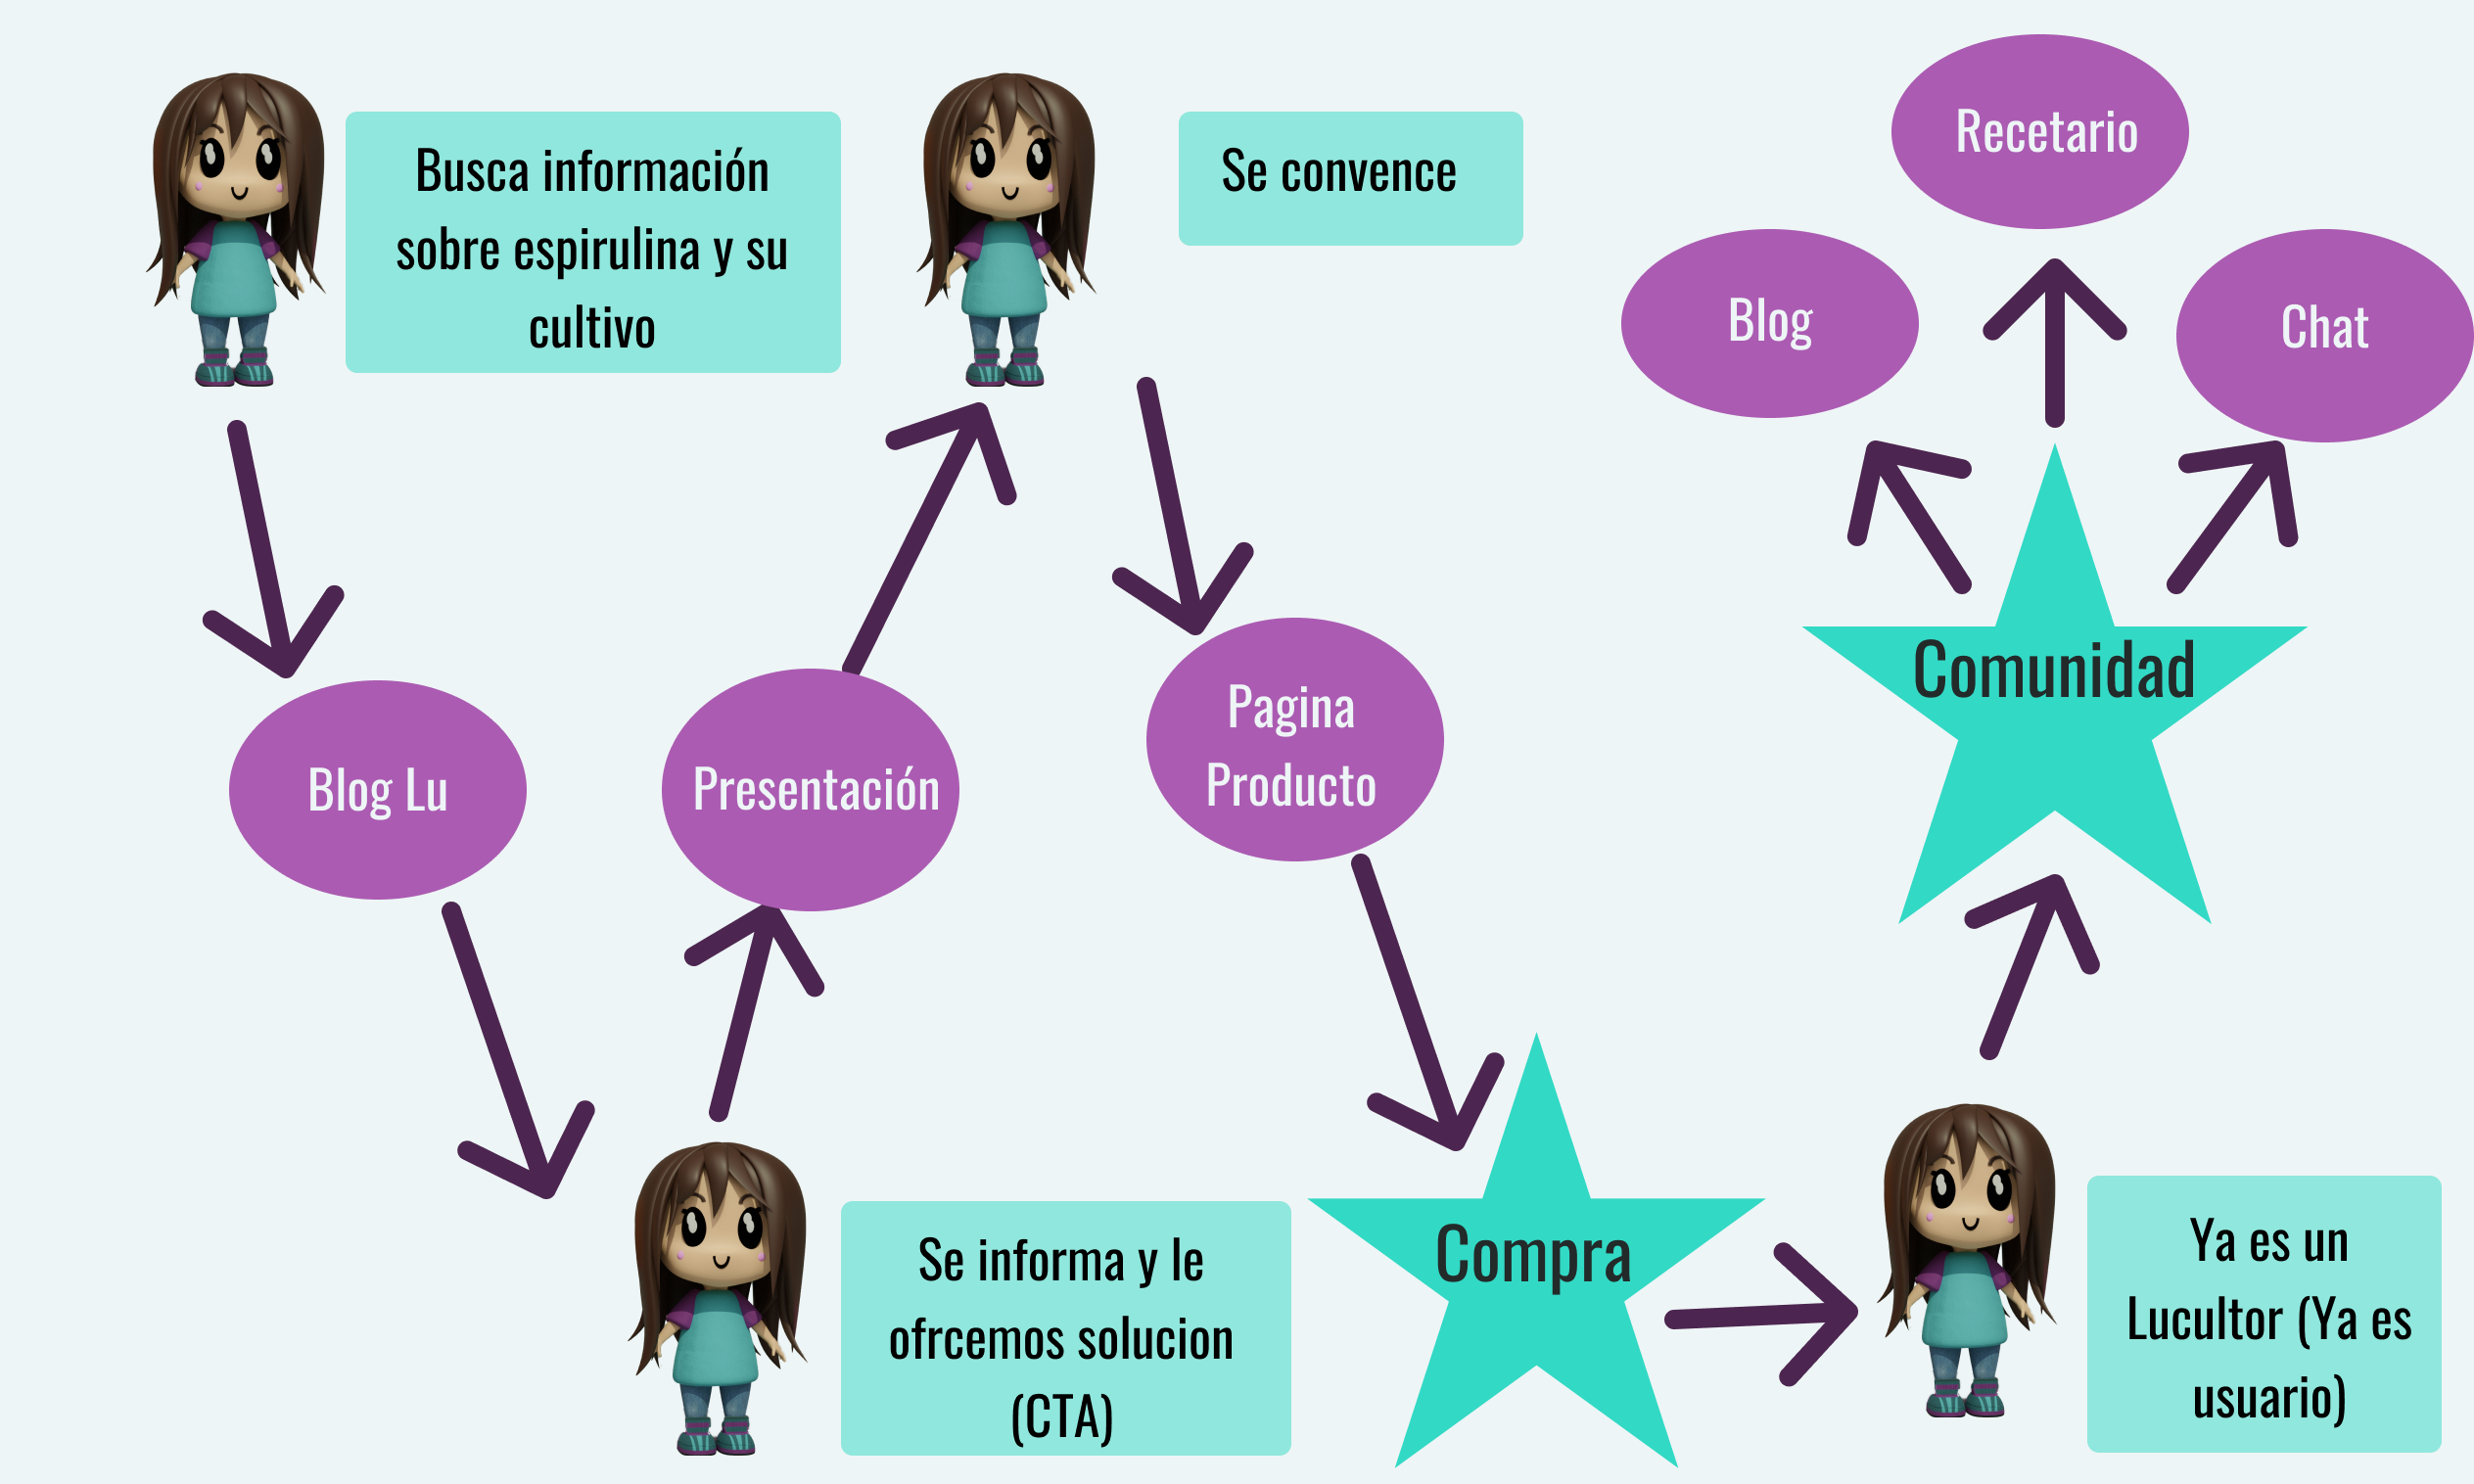 Busca información
sobre espirulina y su
cultivo
Blog Lu
Se informa y le
ofrcemos solucion
(CTA)
Presentación
Se convence
Pagina
Producto
Compra
Ya es un
Lucultor (Ya es
usuario)
Comunidad
Blog
Recetario
Chat